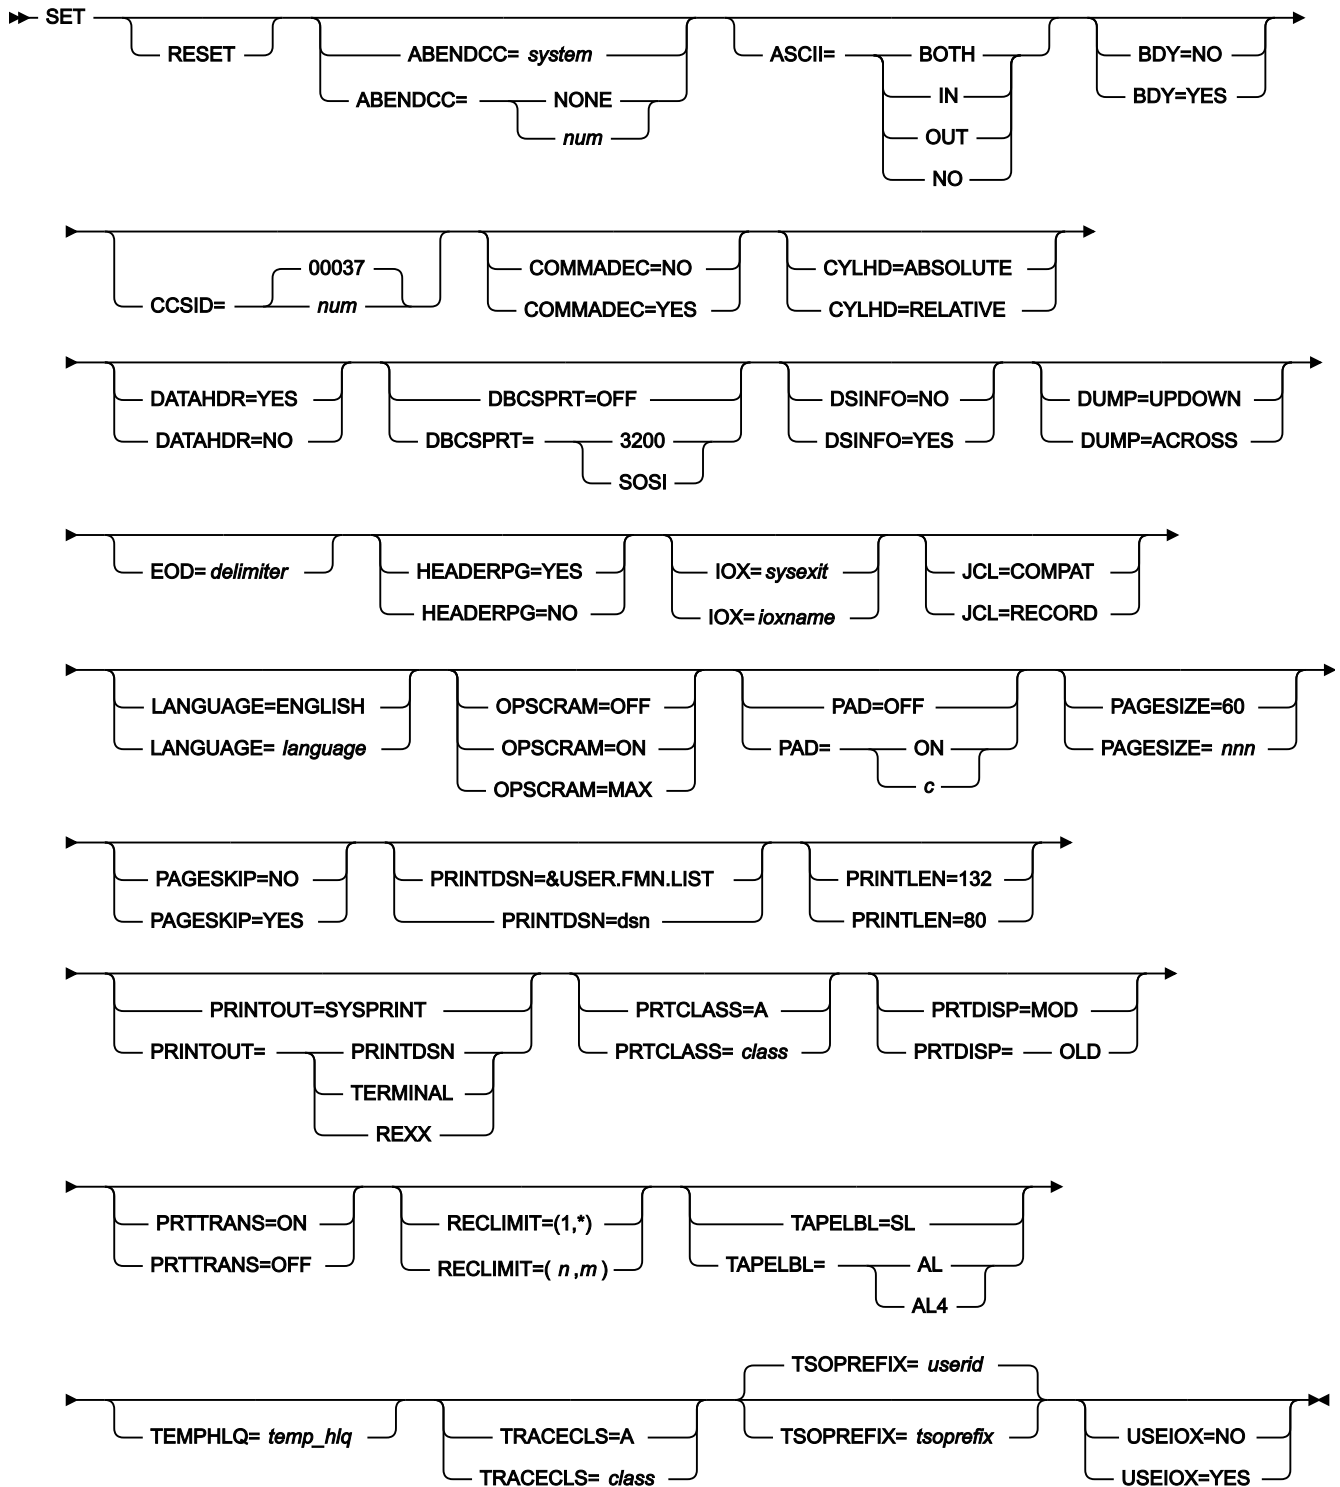 SET
RESET ABENDCC= system ASCII= BOTH BDY=NO
ABENDCC= NONE IN BDY=YES
num OUT
NO
00037 COMMADEC=NO CYLHD=ABSOLUTE
CCSID= num COMMADEC=YES CYLHD=RELATIVE
DATAHDR=YES DBCSPRT=OFF DSINFO=NO DUMP=UPDOWN
DATAHDR=NO DBCSPRT= 3200 DSINFO=YES DUMP=ACROSS
SOSI
EOD= delimiter HEADERPG=YES IOX= sysexit JCL=COMPAT
HEADERPG=NO IOX= ioxname JCL=RECORD
LANGUAGE=ENGLISH OPSCRAM=OFF PAD=OFF PAGESIZE=60
LANGUAGE= language OPSCRAM=ON PAD= ON PAGESIZE= nnn
OPSCRAM=MAX c
PAGESKIP=NO PRINTDSN=&USER.FMN.LIST PRINTLEN=132
PAGESKIP=YES PRINTDSN=dsn PRINTLEN=80
PRINTOUT=SYSPRINT PRTCLASS=A PRTDISP=MOD
PRINTOUT= PRINTDSN PRTCLASS= class PRTDISP= OLD
TERMINAL
REXX
PRTTRANS=ON RECLIMIT=(1,*) TAPELBL=SL
PRTTRANS=OFF RECLIMIT=( n ,m ) TAPELBL= AL
AL4
TSOPREFIX= userid
TEMPHLQ= temp_hlq TRACECLS=A TSOPREFIX= tsoprefix USEIOX=NO
TRACECLS= class USEIOX=YES